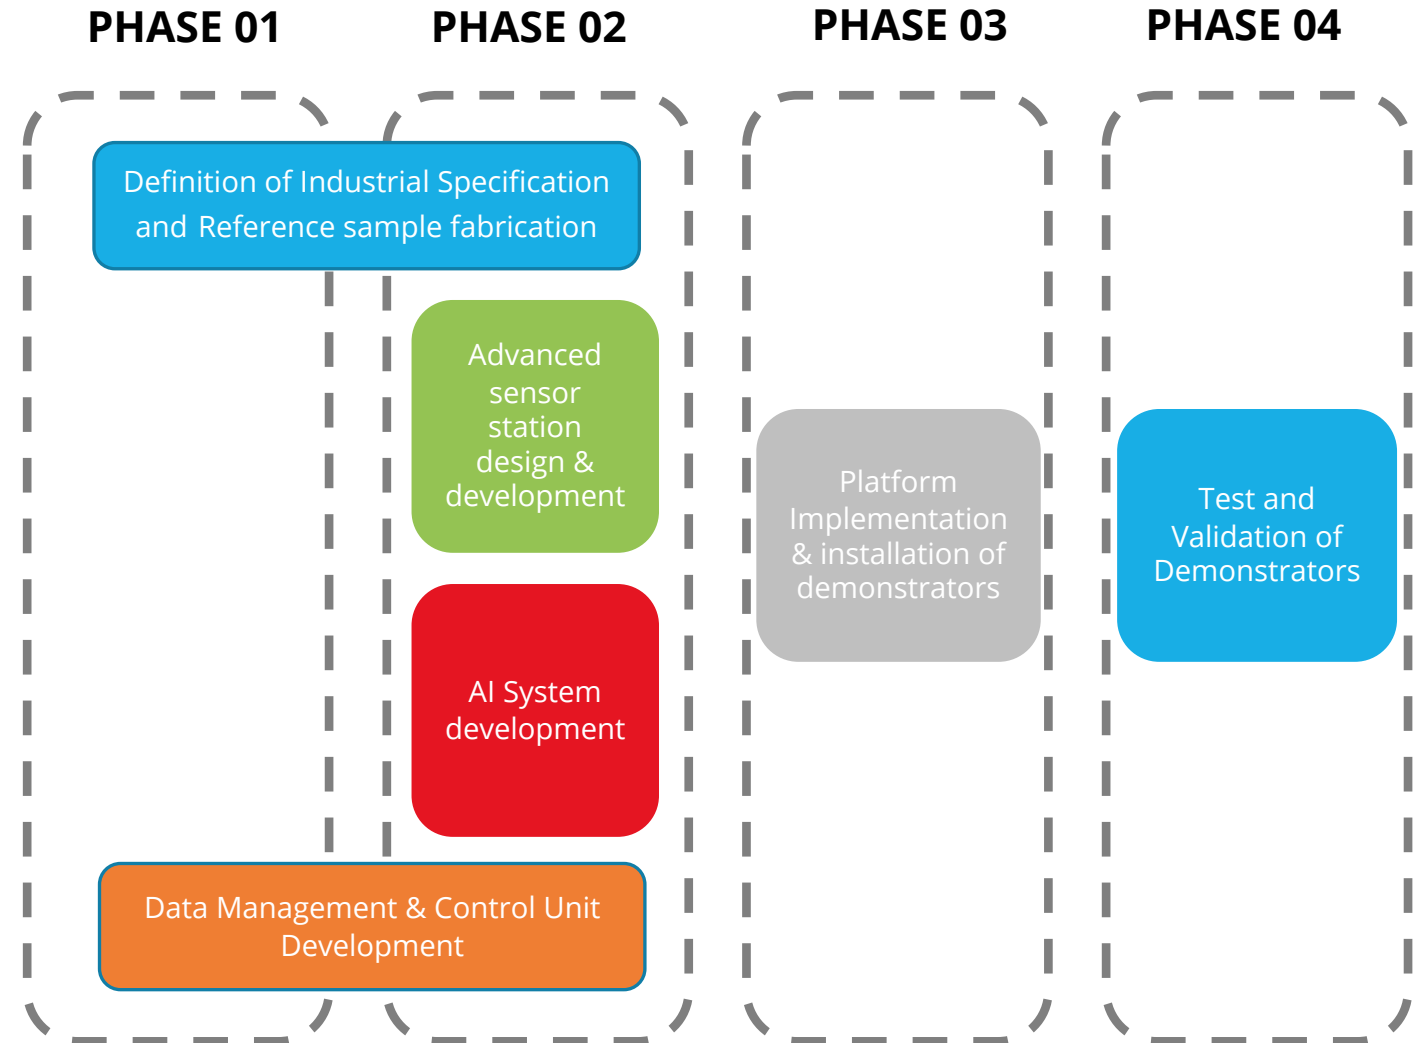 PHASE 01
PHASE 02
PHASE 03
PHASE 04
Definition of Industrial Specification
and Reference sample fabrication
Advanced
sensor
station
design &
development
AI System
development
Data Management & Control Unit
Development
Platform
Implementation
& installation of
demonstrators
Test and
Validation of
Demonstrators